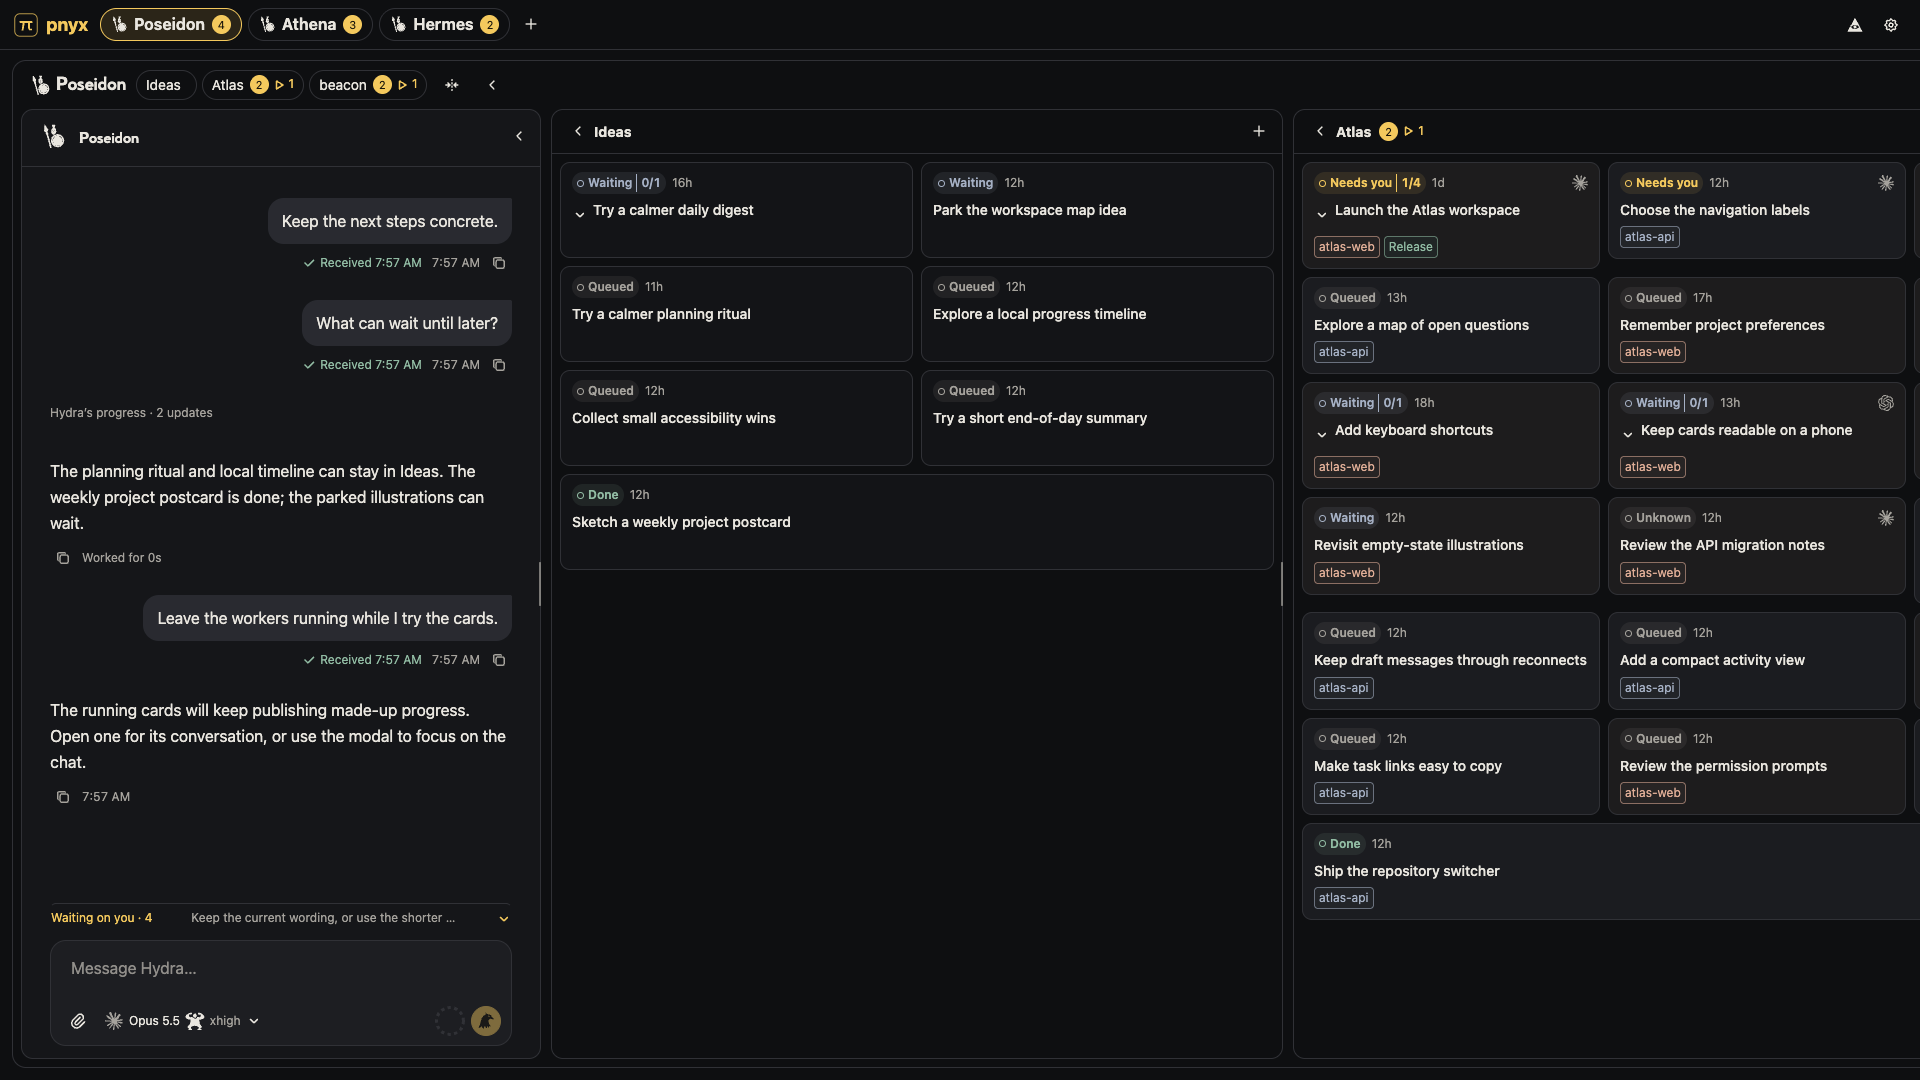 π pnyx
Poseidon 4
Athena 3
Hermes 2
Poseidon
Ideas
Atlas 2 1
beacon 2 1
Poseidon
Keep the next steps concrete.
Received 7:57 AM 7:57 AM
What can wait until later?
Received 7:57 AM 7:57 AM
Hydra's progress · 2 updates
The planning ritual and local timeline can stay in Ideas. The
weekly project postcard is done; the parked illustrations can
wait.
Worked for 0s
Leave the workers running while I try the cards.
Received 7:57 AM 7:57 AM
The running cards will keep publishing made-up progress.
Open one for its conversation, or use the modal to focus on the
chat.
7:57 AM
Waiting on you · 4 Keep the current wording, or use the shorter ...
Message Hydra...
Opus 5.5 xhigh
Ideas
Waiting 0/1 16h
Try a calmer daily digest
Waiting 12h
Park the workspace map idea
Queued 11h
Try a calmer planning ritual
Queued 12h
Explore a local progress timeline
Queued 12h
Collect small accessibility wins
Queued 12h
Try a short end-of-day summary
Done 12h
Sketch a weekly project postcard
Atlas 2 1
Needs you 1/4 1d
Launch the Atlas workspace
atlas-web Release
Needs you 12h
Choose the navigation labels
atlas-api
Queued 13h
Explore a map of open questions
atlas-api
Queued 17h
Remember project preferences
atlas-web
Waiting 0/1 18h
Add keyboard shortcuts
atlas-web
Waiting 0/1 13h
Keep cards readable on a phone
atlas-web
Waiting 12h
Revisit empty-state illustrations
atlas-web
Unknown 12h
Review the API migration notes
atlas-web
Queued 12h
Keep draft messages through reconnects
atlas-api
Queued 12h
Add a compact activity view
atlas-api
Queued 12h
Make task links easy to copy
atlas-api
Queued 12h
Review the permission prompts
atlas-web
Done 12h
Ship the repository switcher
atlas-api